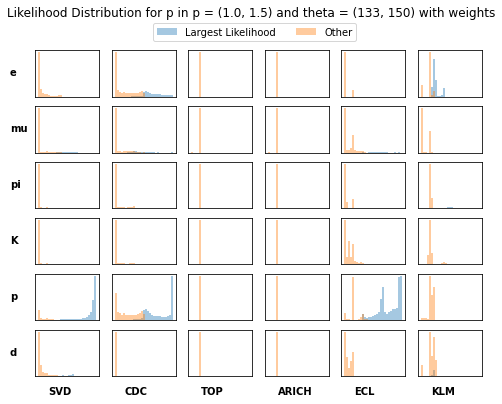 Likelihood Distribution for p in p = (1.0, 1.5) and theta = (133, 150) with weights
Largest Likelihood Other
e
mu
pi
K
p
d
SVD CDC TOP ARICH ECL KLM